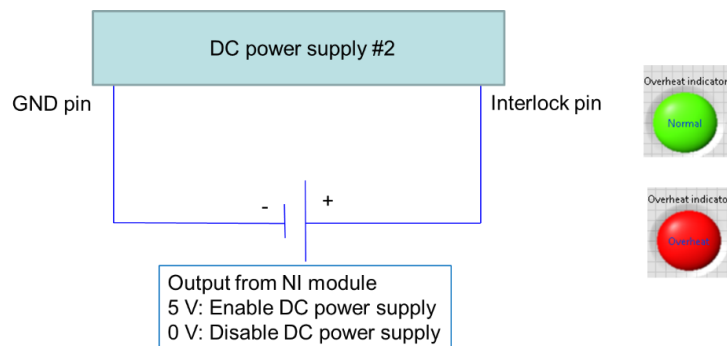 DC power supply #2
GND pin
Interlock pin
- +
Output from NI module
5 V: Enable DC power supply
0 V: Disable DC power supply
Overheat indicator
Normal
Overheat indicator
Overheat